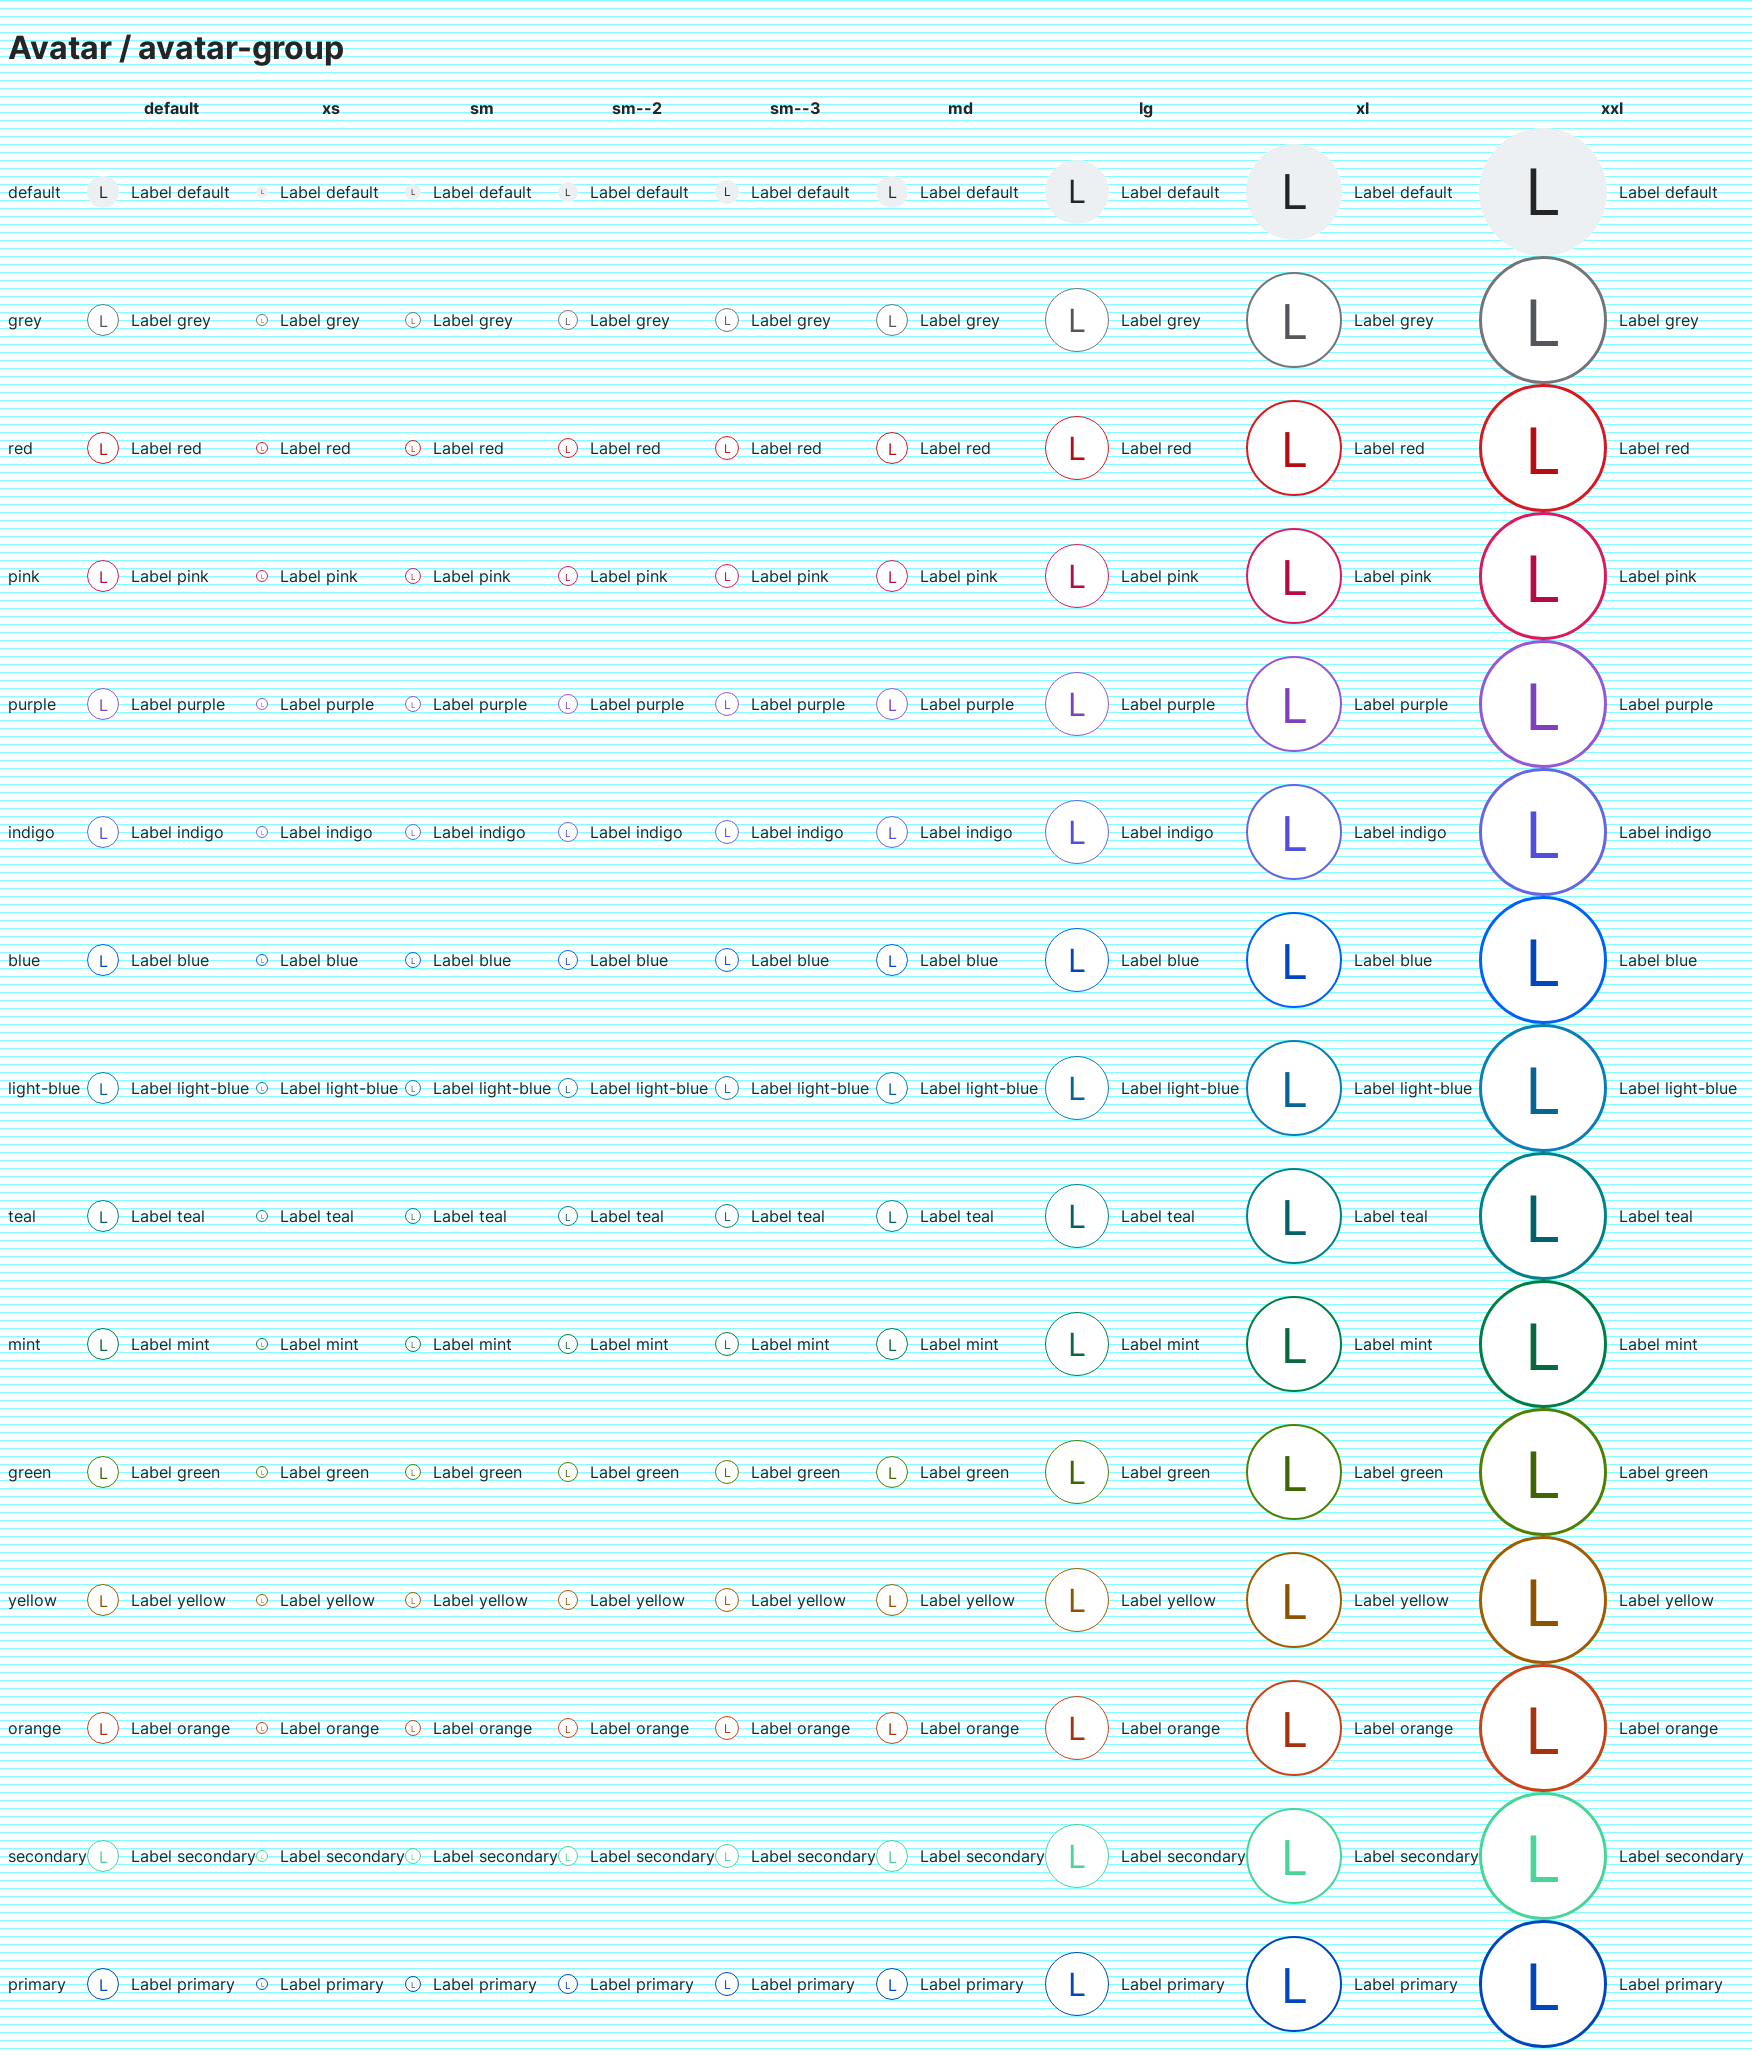 Avatar / avatar-group
default xs sm sm--2 sm--3 md lg xl xxl
default L Label default L Label default L Label default L Label default L Label default L Label default L Label default L Label default L Label default
grey L Label grey L Label grey L Label grey L Label grey L Label grey L Label grey L Label grey L Label grey L Label grey
red L Label red L Label red L Label red L Label red L Label red L Label red L Label red L Label red L Label red
pink L Label pink L Label pink L Label pink L Label pink L Label pink L Label pink L Label pink L Label pink L Label pink
purple L Label purple L Label purple L Label purple L Label purple L Label purple L Label purple L Label purple L Label purple L Label purple
indigo L Label indigo L Label indigo L Label indigo L Label indigo L Label indigo L Label indigo L Label indigo L Label indigo L Label indigo
blue L Label blue L Label blue L Label blue L Label blue L Label blue L Label blue L Label blue L Label blue L Label blue
light-blue L Label light-blue L Label light-blue L Label light-blue L Label light-blue L Label light-blue L Label light-blue L Label light-blue L Label light-blue L Label light-blue
teal L Label teal L Label teal L Label teal L Label teal L Label teal L Label teal L Label teal L Label teal L Label teal
mint L Label mint L Label mint L Label mint L Label mint L Label mint L Label mint L Label mint L Label mint L Label mint
green L Label green L Label green L Label green L Label green L Label green L Label green L Label green L Label green L Label green
yellow L Label yellow L Label yellow L Label yellow L Label yellow L Label yellow L Label yellow L Label yellow L Label yellow L Label yellow
orange L Label orange L Label orange L Label orange L Label orange L Label orange L Label orange L Label orange L Label orange L Label orange
secondary L Label secondary L Label secondary L Label secondary L Label secondary L Label secondary L Label secondary L Label secondary L Label secondary L Label secondary
primary L Label primary L Label primary L Label primary L Label primary L Label primary L Label primary L Label primary L Label primary L Label primary